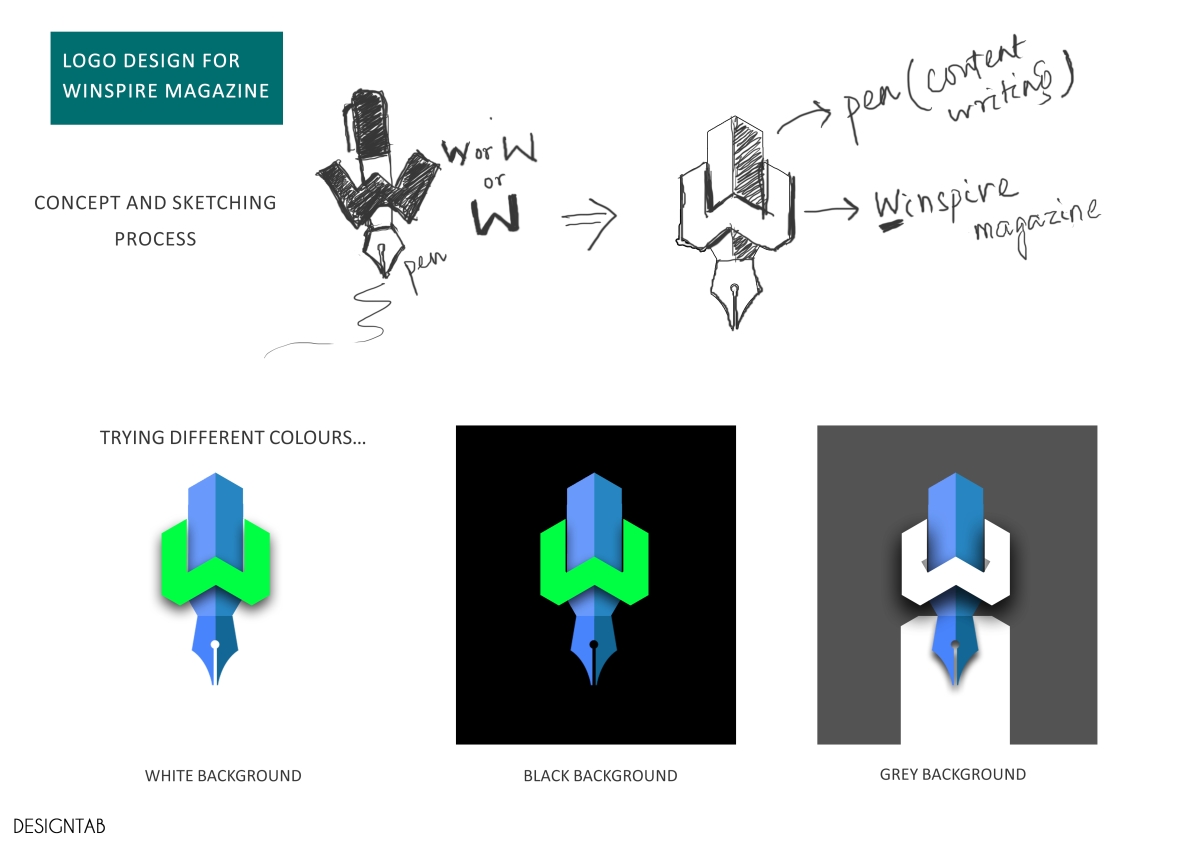 LOGO DESIGN FOR
WINSPIRE MAGAZINE
CONCEPT AND SKETCHING
PROCESS
W or W
or
W
pen
pen (content
writing)
Winspire
magazine
TRYING DIFFERENT COLOURS...
WHITE BACKGROUND
BLACK BACKGROUND
GREY BACKGROUND
DESIGNTAB